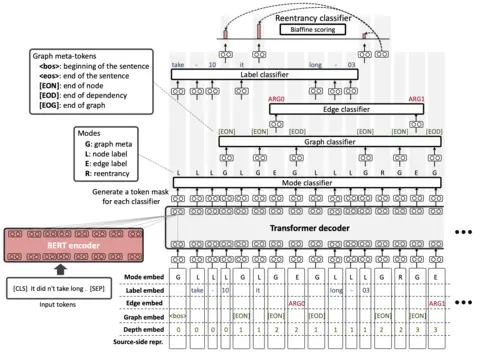 Reentrancy classifier
Biaffine scoring
Graph meta-tokens
<bos>: beginning of the sentence
<eos>: end of the sentence
[EON]: end of node
[EOD]: end of dependency
[EOG]: end of graph
take - 10 it long - 03
Label classifier
ARG0 ARG1
Edge classifier
[EON] [EON] [EOD] [EON] [EON] [EOD]
Graph classifier
Modes
G: graph meta
L: node label
E: edge label
R: reentrancy
L L L G L G E G L L L G R G E G
Mode classifier
Generate a token mask
for each classifier
Transformer decoder
BERT encoder
[CLS] It did n't take long . [SEP]
Input tokens
Mode embed G L L L G L G E G L L L G R G E
Label embed take - 10 it long - 03
Edge embed ARG0 ARG1
Graph embed <bos> [EON] [EON] [EOD] [EON] [EON]
Depth embed 0 0 0 0 1 1 2 2 1 1 1 1 2 2 3 3
Source-side repr.